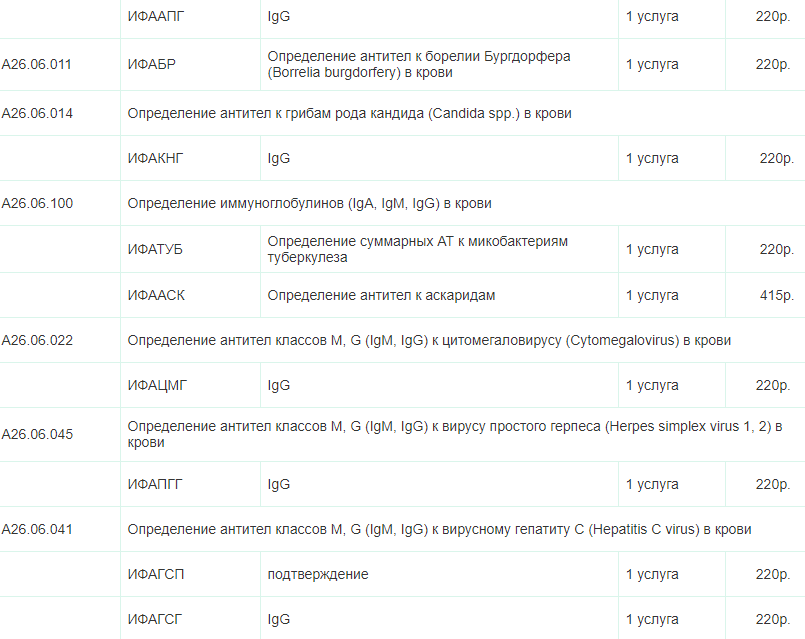 ИФААПГ IgG 1 услуга 220р.
A26.06.011 ИФАБР Определение антител к борелии Бургдорфера (Borrelia burgdorfery) в крови 1 услуга 220р.
A26.06.014 Определение антител к грибам рода кандида (Candida spp.) в крови
ИФАКНГ IgG 1 услуга 220р.
A26.06.100 Определение иммуноглобулинов (IgA, IgM, IgG) в крови
ИФАТУБ Определение суммарных АТ к микобактериям туберкулеза 1 услуга 220р.
ИФААСК Определение антител к аскаридам 1 услуга 415р.
A26.06.022 Определение антител классов M, G (IgM, IgG) к цитомегаловирусу (Cytomegalovirus) в крови
ИФАЦМГ IgG 1 услуга 220р.
A26.06.045 Определение антител классов M, G (IgM, IgG) к вирусу простого герпеса (Herpes simplex virus 1, 2) в крови
ИФАПГГ IgG 1 услуга 220р.
A26.06.041 Определение антител классов M, G (IgM, IgG) к вирусному гепатиту C (Hepatitis C virus) в крови
ИФАГСП подтверждение 1 услуга 220р.
ИФАГСГ IgG 1 услуга 220р.